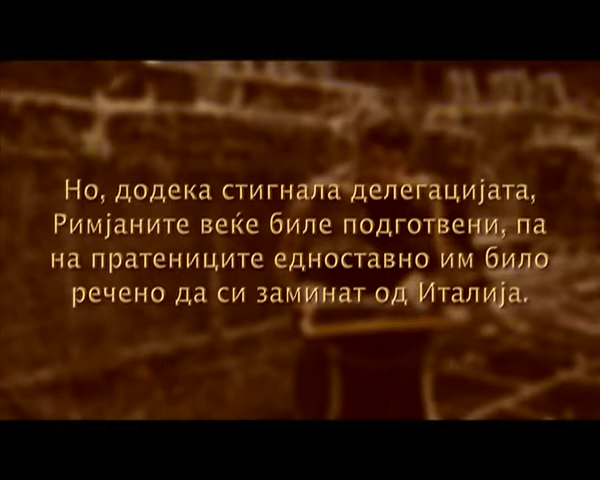 Но, додека стигнала делегацијата,
Римјаните веќе биле подготвени, па
на пратениците едноставно им било
речено да си заминат од Италија.